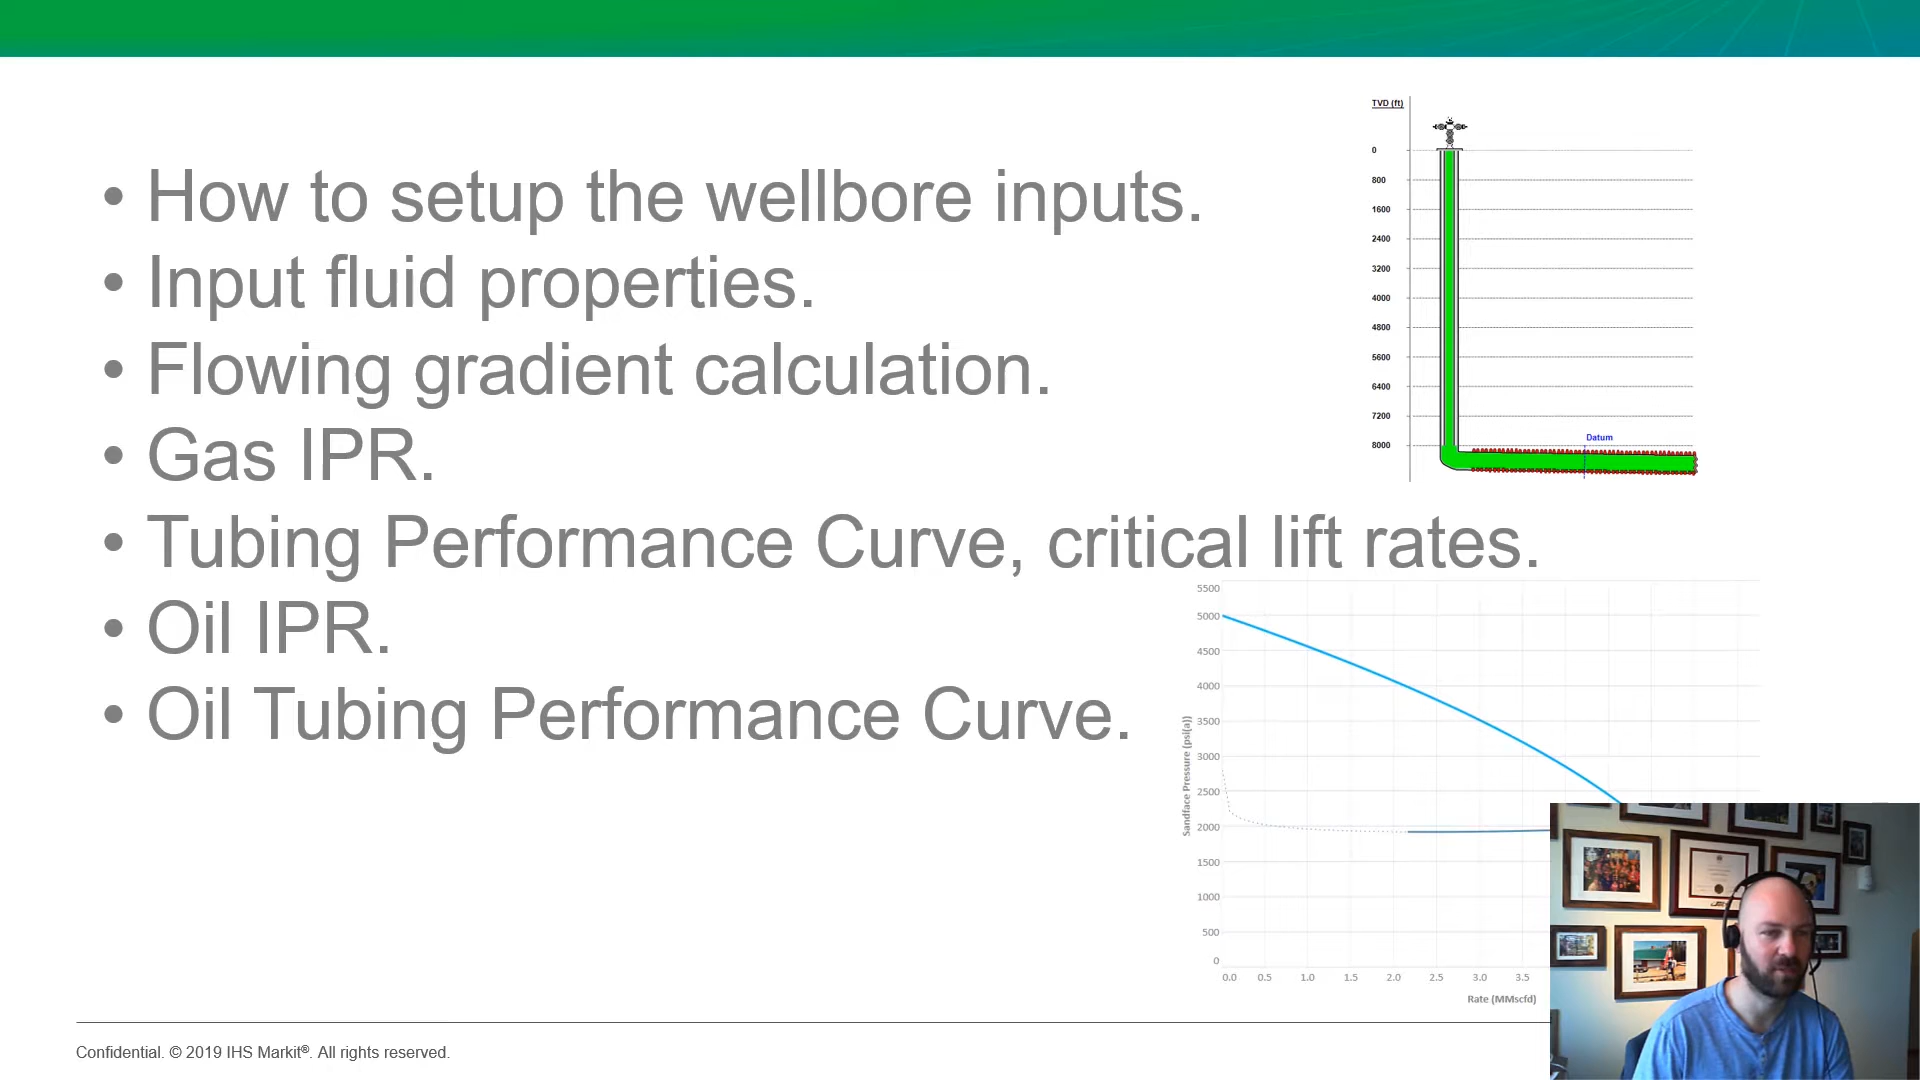 • How to setup the wellbore inputs.
• Input fluid properties.
• Flowing gradient calculation.
• Gas IPR.
• Tubing Performance Curve, critical lift rates.
• Oil IPR.
• Oil Tubing Performance Curve.
TVD (ft)
0
800
1600
2400
3200
4000
4800
5600
6400
7200
8000
Datum
5500
5000
4500
4000
3500
3000
2500
2000
1500
1000
500
0
Sandface Pressure (psi(a))
0.0 0.5 1.0 1.5 2.0 2.5 3.0 3.5
Rate (MMscfd)
Confidential. © 2019 IHS Markit®. All rights reserved.